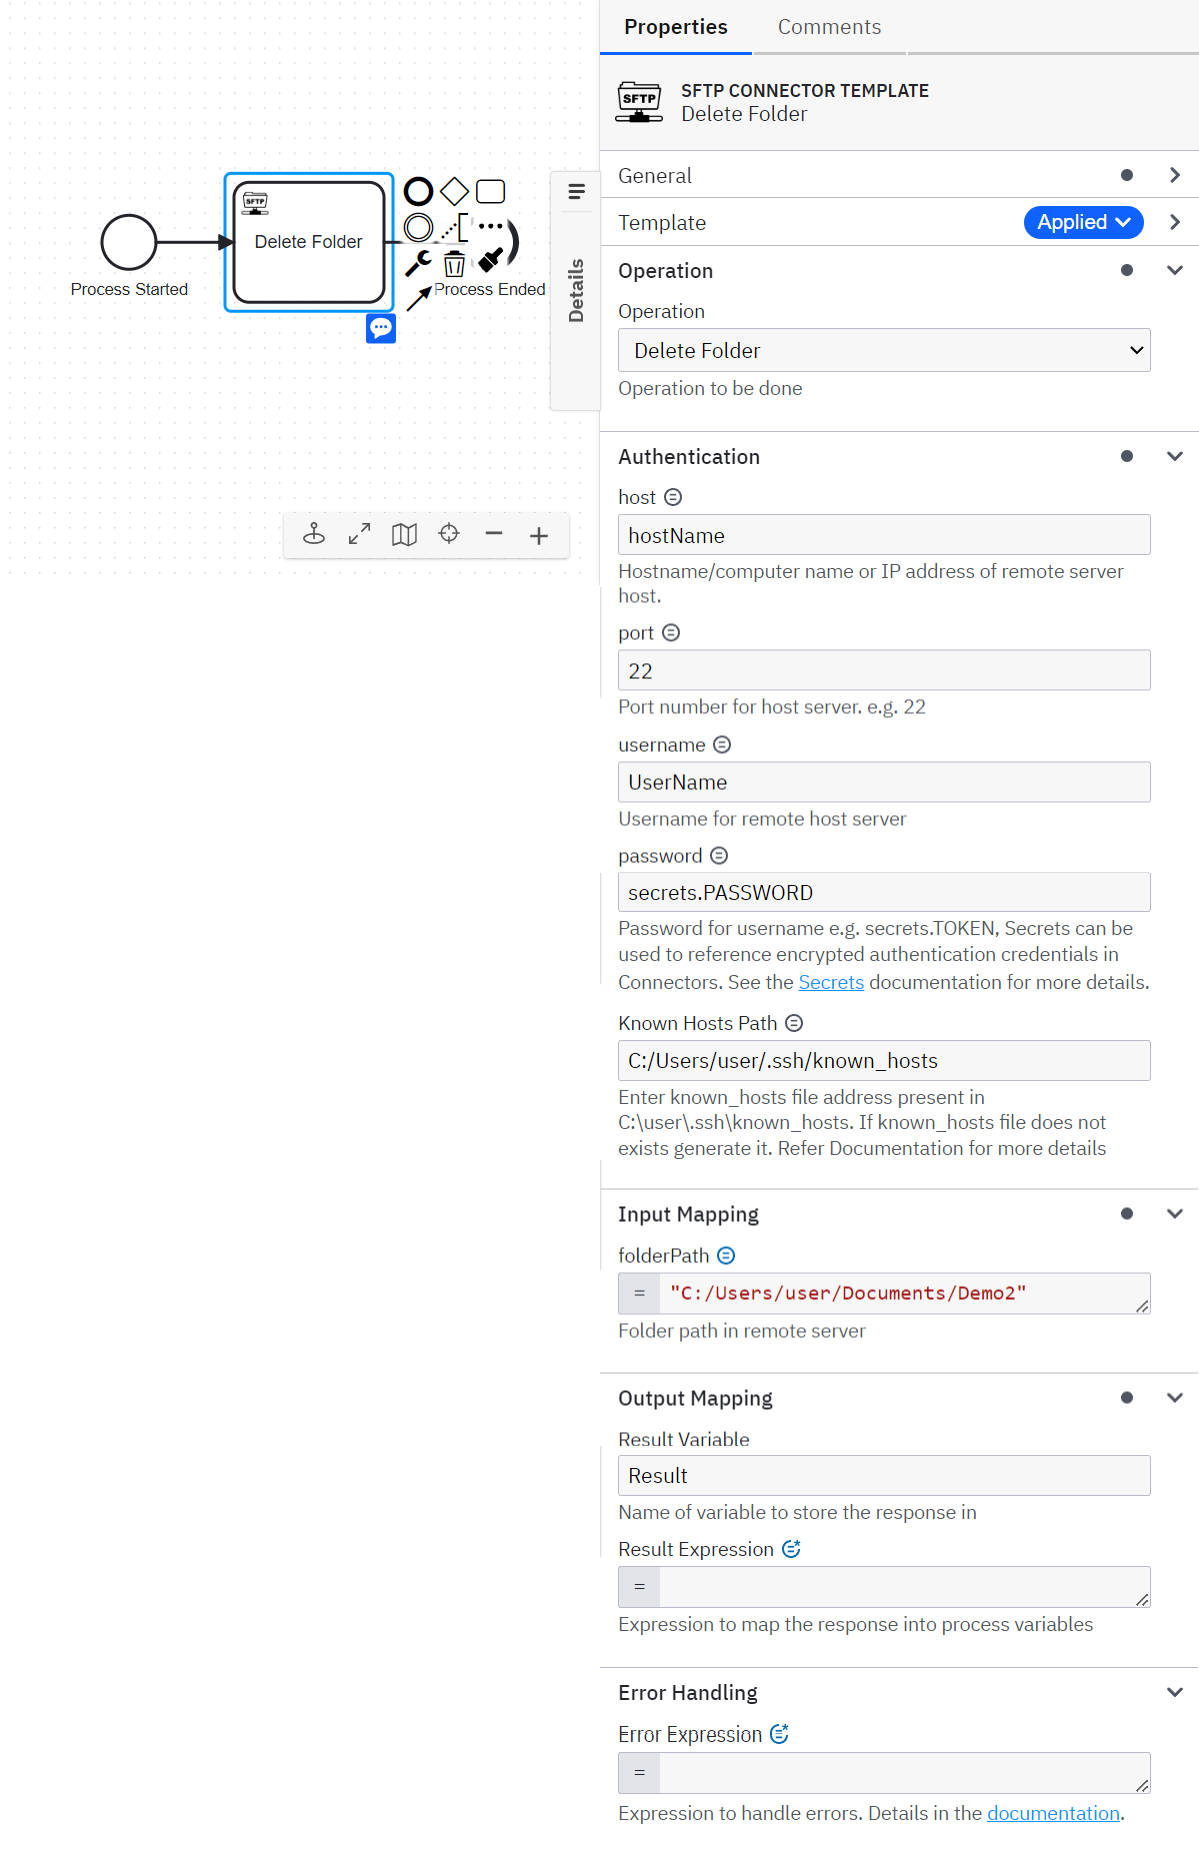 Properties
Comments
SFTP
SFTP CONNECTOR TEMPLATE
Delete Folder
General
Template
Applied
SFTP
Delete Folder
Process Started
Process Ended
Details
Operation
Operation
Delete Folder
Operation to be done
Authentication
host
hostName
Hostname/computer name or IP address of remote server
host.
port
22
Port number for host server. e.g. 22
username
UserName
Username for remote host server
password
secrets.PASSWORD
Password for username e.g. secrets.TOKEN, Secrets can be
used to reference encrypted authentication credentials in
Connectors. See the Secrets documentation for more details.
Known Hosts Path
C:/Users/user/.ssh/known_hosts
Enter known_hosts file address present in
C:\user\.ssh\known_hosts. If known_hosts file does not
exists generate it. Refer Documentation for more details
Input Mapping
folderPath
= "C:/Users/user/Documents/Demo2"
Folder path in remote server
Output Mapping
Result Variable
Result
Name of variable to store the response in
Result Expression
=
Expression to map the response into process variables
Error Handling
Error Expression
=
Expression to handle errors. Details in the documentation.